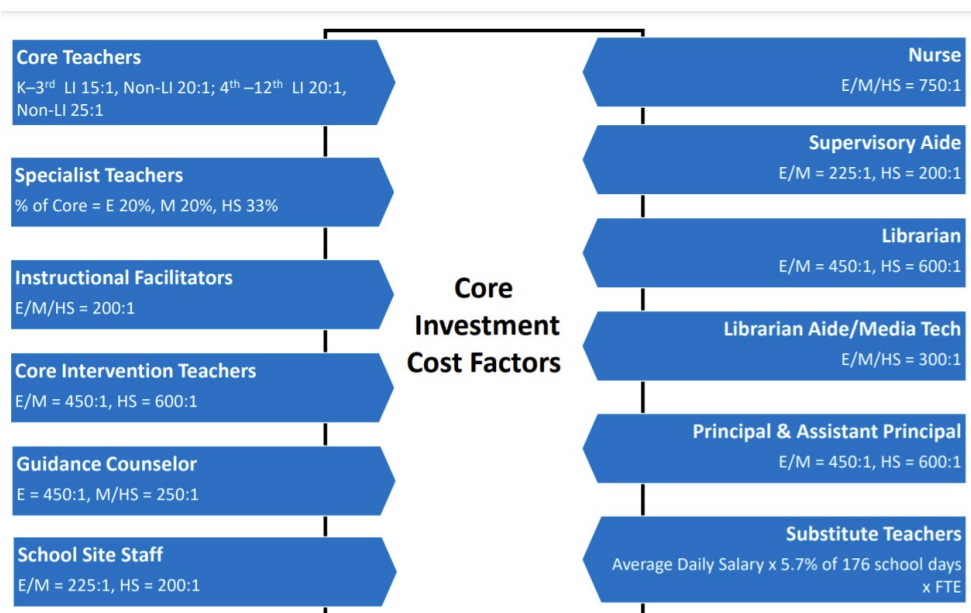 Core Teachers
K–3rd LI 15:1, Non-LI 20:1; 4th –12th LI 20:1,
Non-LI 25:1
Specialist Teachers
% of Core = E 20%, M 20%, HS 33%
Instructional Facilitators
E/M/HS = 200:1
Core Intervention Teachers
E/M = 450:1, HS = 600:1
Guidance Counselor
E = 450:1, M/HS = 250:1
School Site Staff
E/M = 225:1, HS = 200:1
Core
Investment
Cost Factors
Nurse
E/M/HS = 750:1
Supervisory Aide
E/M = 225:1, HS = 200:1
Librarian
E/M = 450:1, HS = 600:1
Librarian Aide/Media Tech
E/M/HS = 300:1
Principal & Assistant Principal
E/M = 450:1, HS = 600:1
Substitute Teachers
Average Daily Salary x 5.7% of 176 school days
x FTE